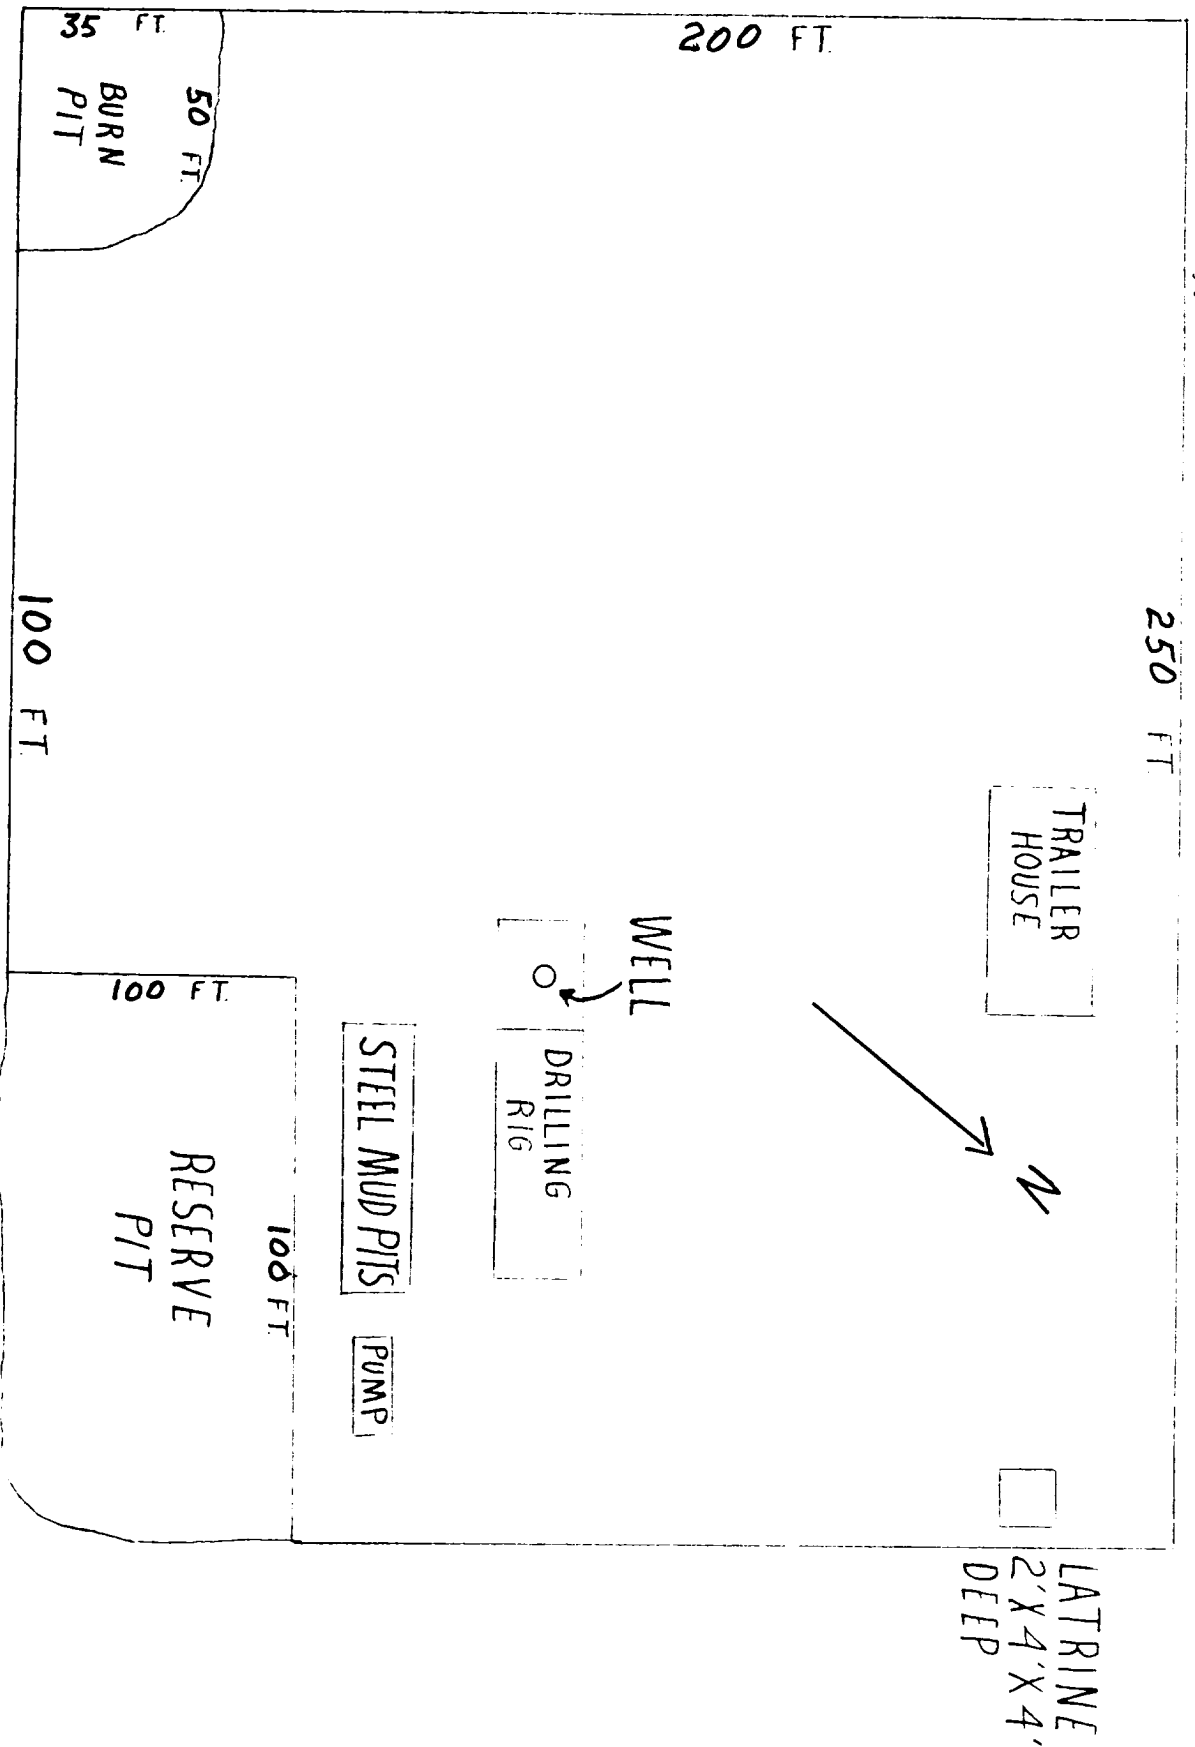 35 FT.
200 FT.
50 FT.
BURN
PIT
250 FT.
100 FT.
TRAILER
HOUSE
WELL
N
100 FT.
DRILLING
RIG
STEEL MUD PITS
PUMP
100 FT.
RESERVE
PIT
LATRINE
2'X4'X4'
DEEP